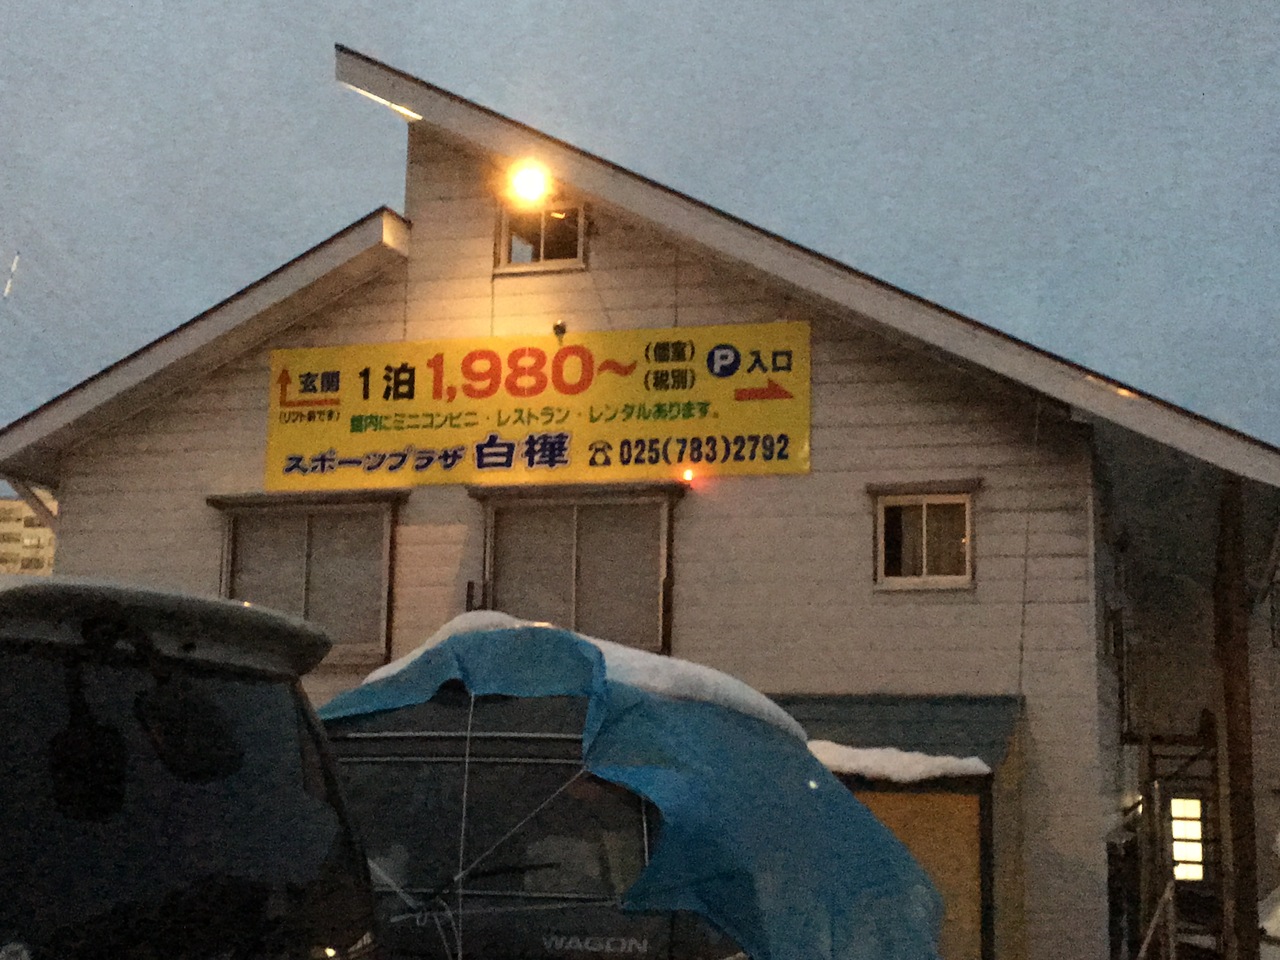 玄関
(リフト前です)
1泊 1,980〜 (個室) (税別)
P 入口
館内にミニコンビニ・レストラン・レンタルあります。
スポーツプラザ 白樺 ☎ 025(783)2792
WAGON